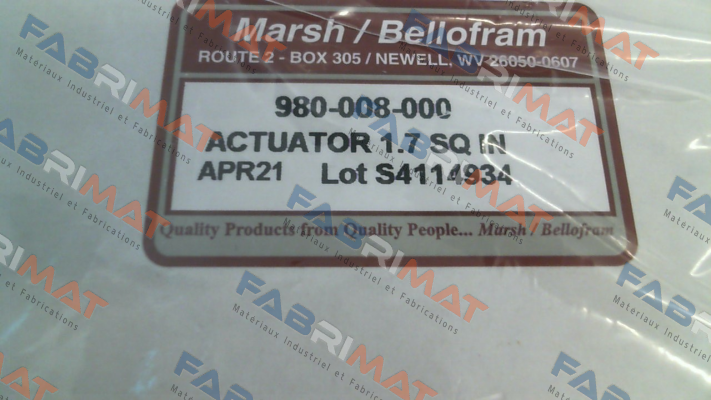 Marsh / Bellofram
ROUTE 2 - BOX 305 / NEWELL, WV 26050-0607
980-008-000
ACTUATOR 1.7 SQ IN
APR21 Lot S4114934
Quality Products from Quality People... Marsh / Bellofram
FABRIMAT
Matériaux Industriel et Fabrications